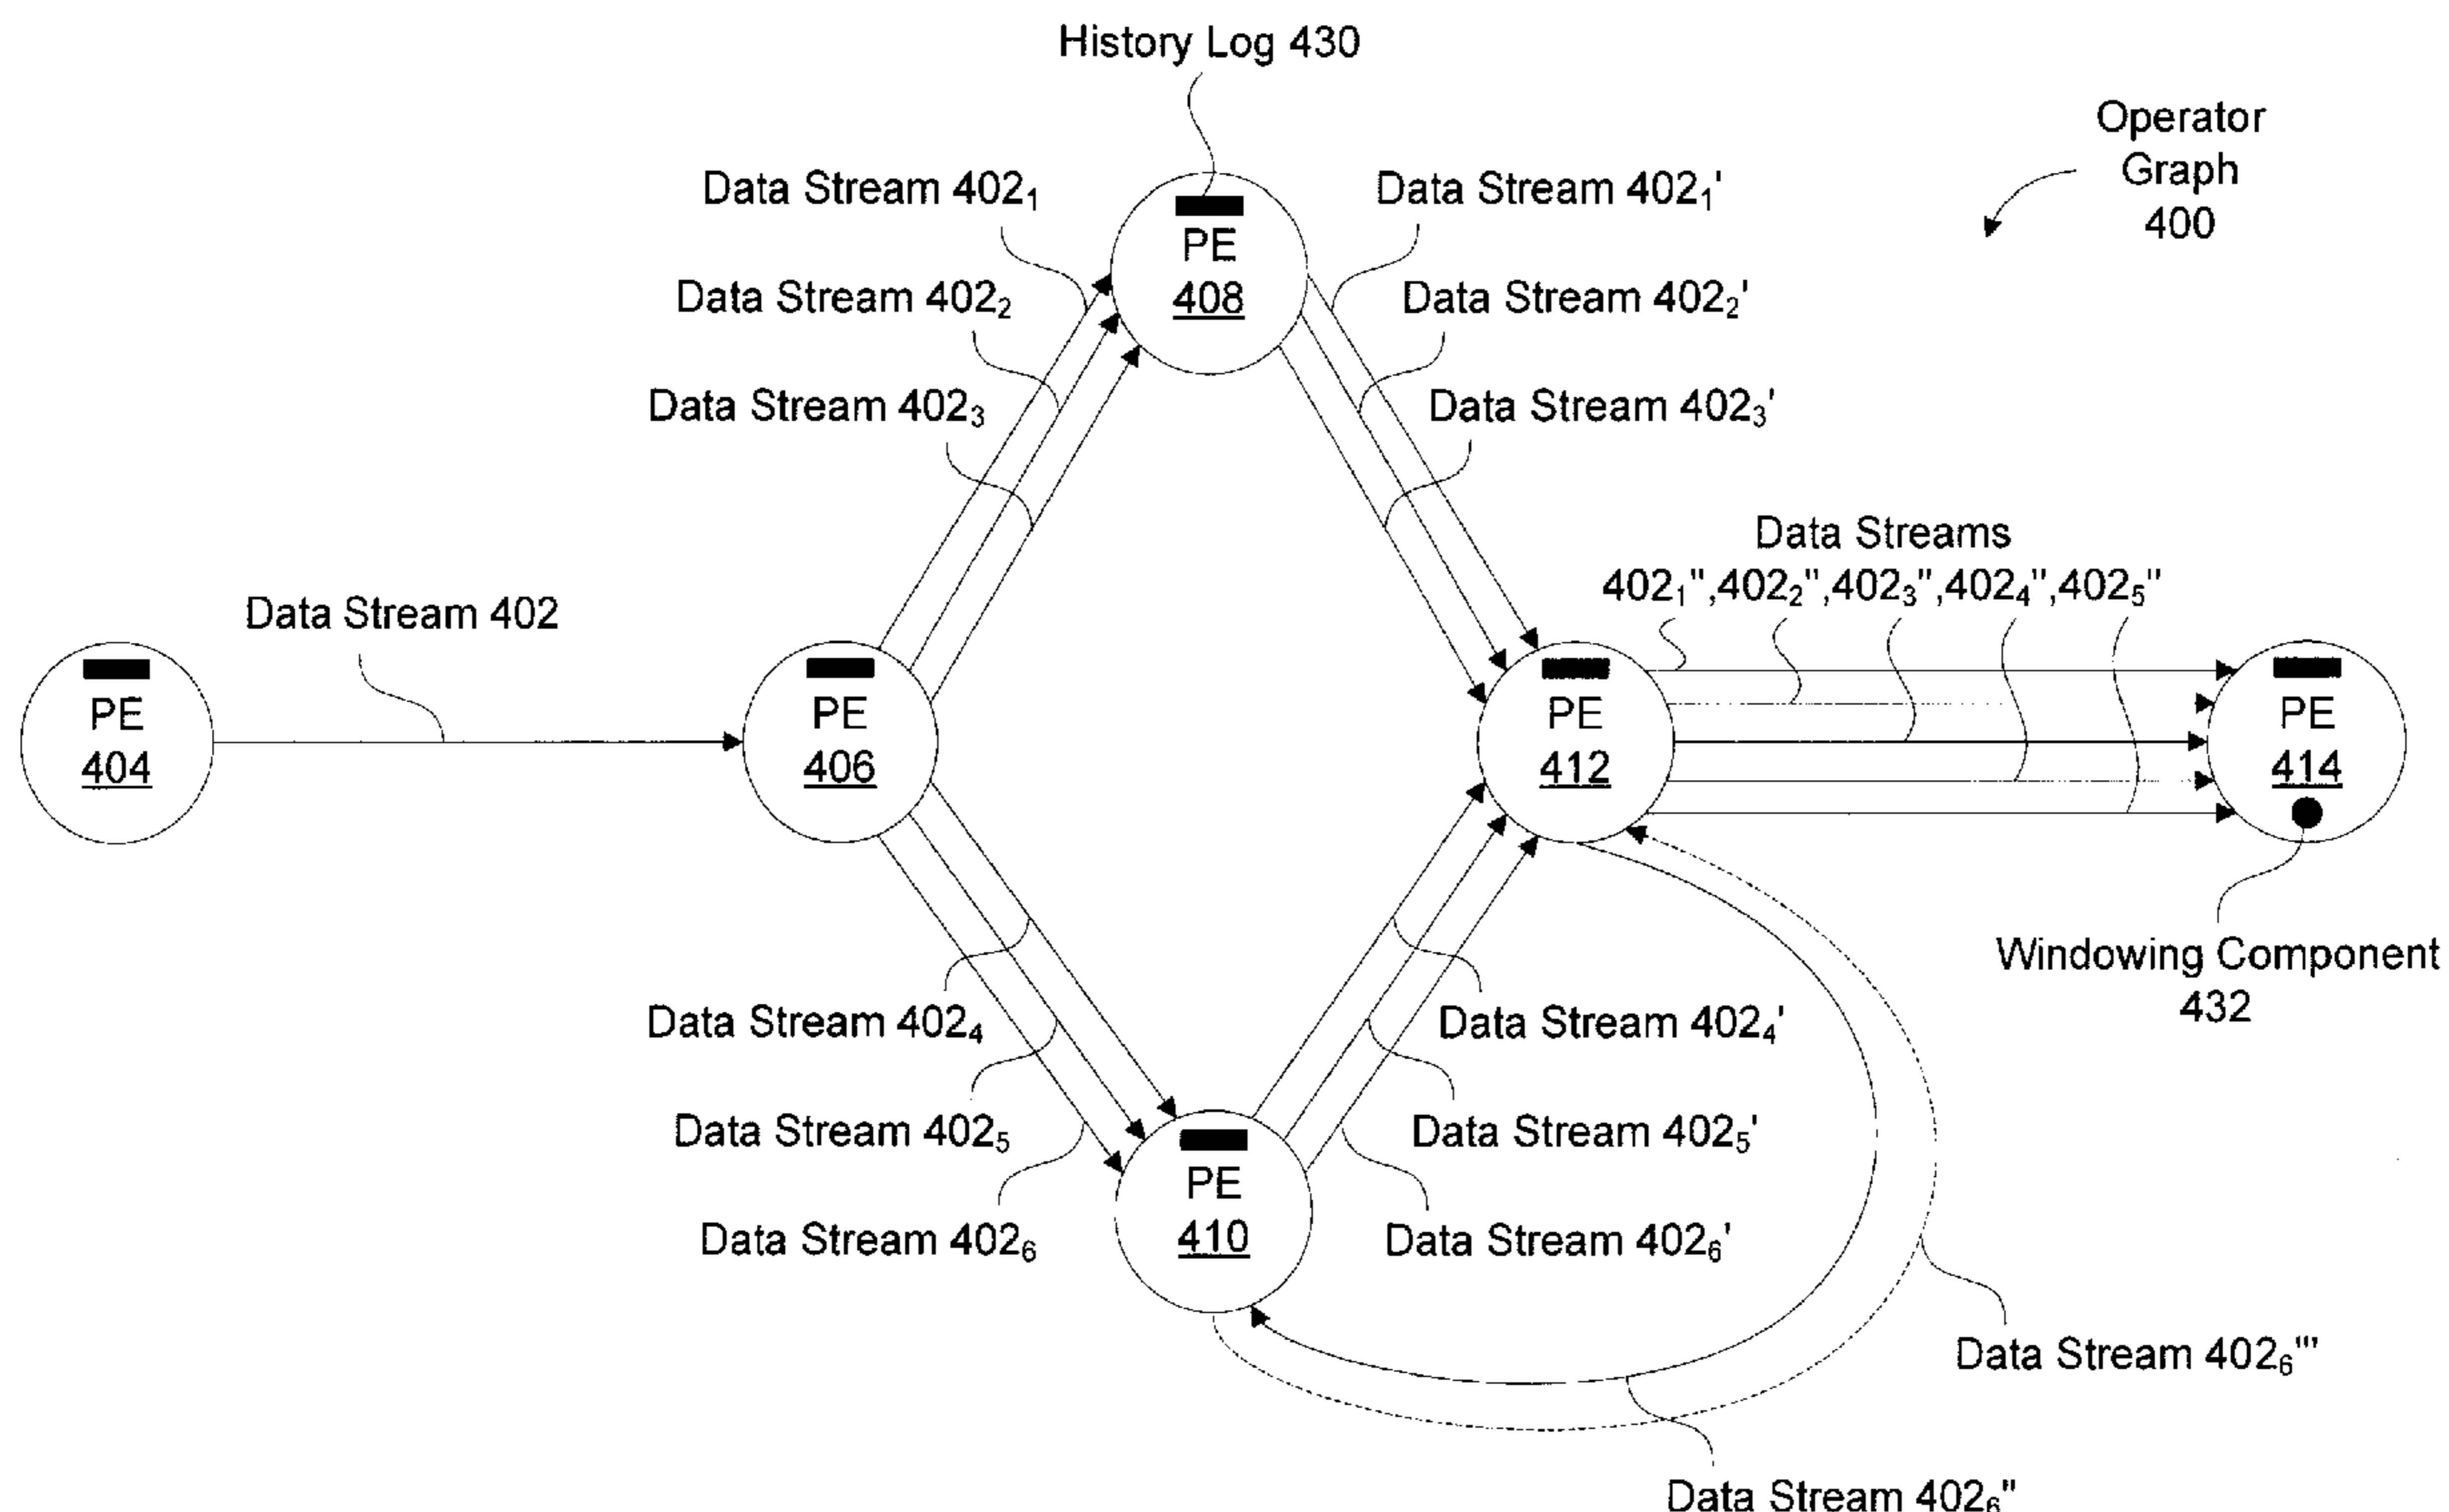 History Log 430
Operator
Graph
400
Data Stream 402₁
Data Stream 402₁'
PE
408
Data Stream 402₂
Data Stream 402₂'
Data Stream 402₃
Data Stream 402₃'
Data Streams
402₁",402₂",402₃",402₄",402₅"
Data Stream 402
PE
404
PE
406
PE
412
PE
414
Windowing Component
432
Data Stream 402₄
Data Stream 402₄'
Data Stream 402₅
Data Stream 402₅'
PE
410
Data Stream 402₆
Data Stream 402₆'
Data Stream 402₆'''
Data Stream 402₆"